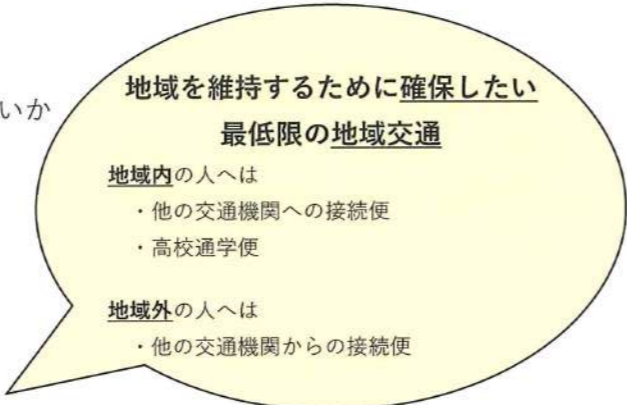 いか
地域を維持するために確保したい
最低限の地域交通
地域内の人へは
・他の交通機関への接続便
・高校通学便
地域外の人へは
・他の交通機関からの接続便